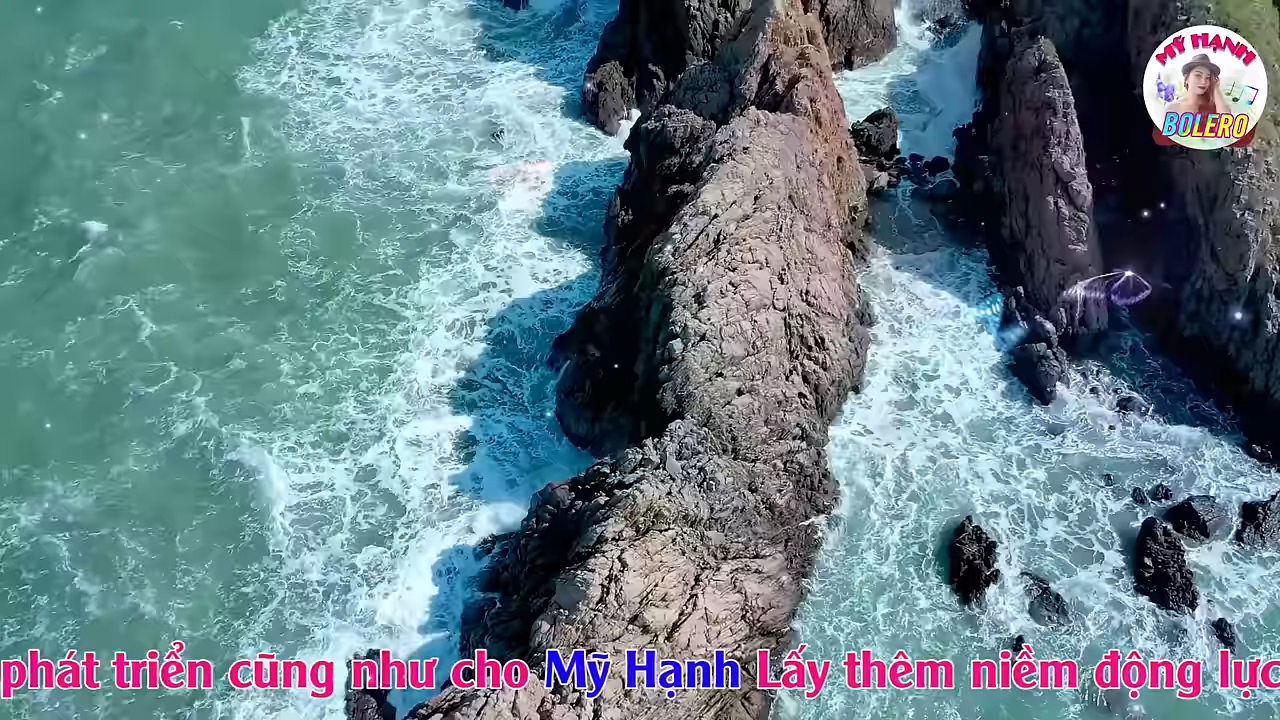 MỸ HẠNH
BOLERO
phát triển cũng như cho Mỹ Hạnh Lấy thêm niềm động lực